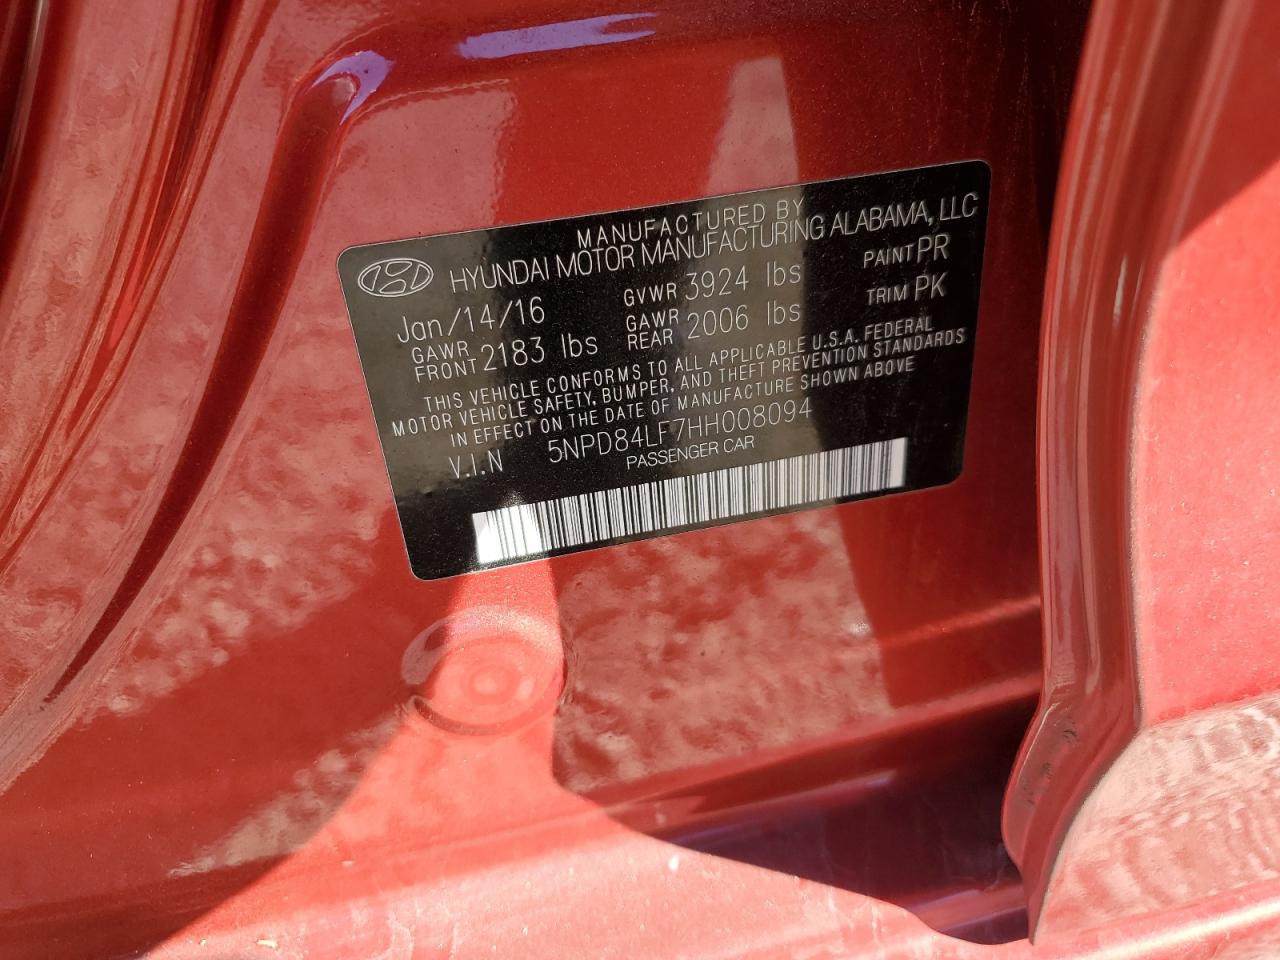 MANUFACTURED BY
HYUNDAI MOTOR MANUFACTURING ALABAMA, LLC
Jan/14/16 GVWR 3924 lbs PAINT PR
GAWR FRONT 2183 lbs GAWR REAR 2006 lbs TRIM PK
THIS VEHICLE CONFORMS TO ALL APPLICABLE U.S.A. FEDERAL
MOTOR VEHICLE SAFETY, BUMPER, AND THEFT PREVENTION STANDARDS
IN EFFECT ON THE DATE OF MANUFACTURE SHOWN ABOVE
V.I.N 5NPD84LF7HH008094
PASSENGER CAR